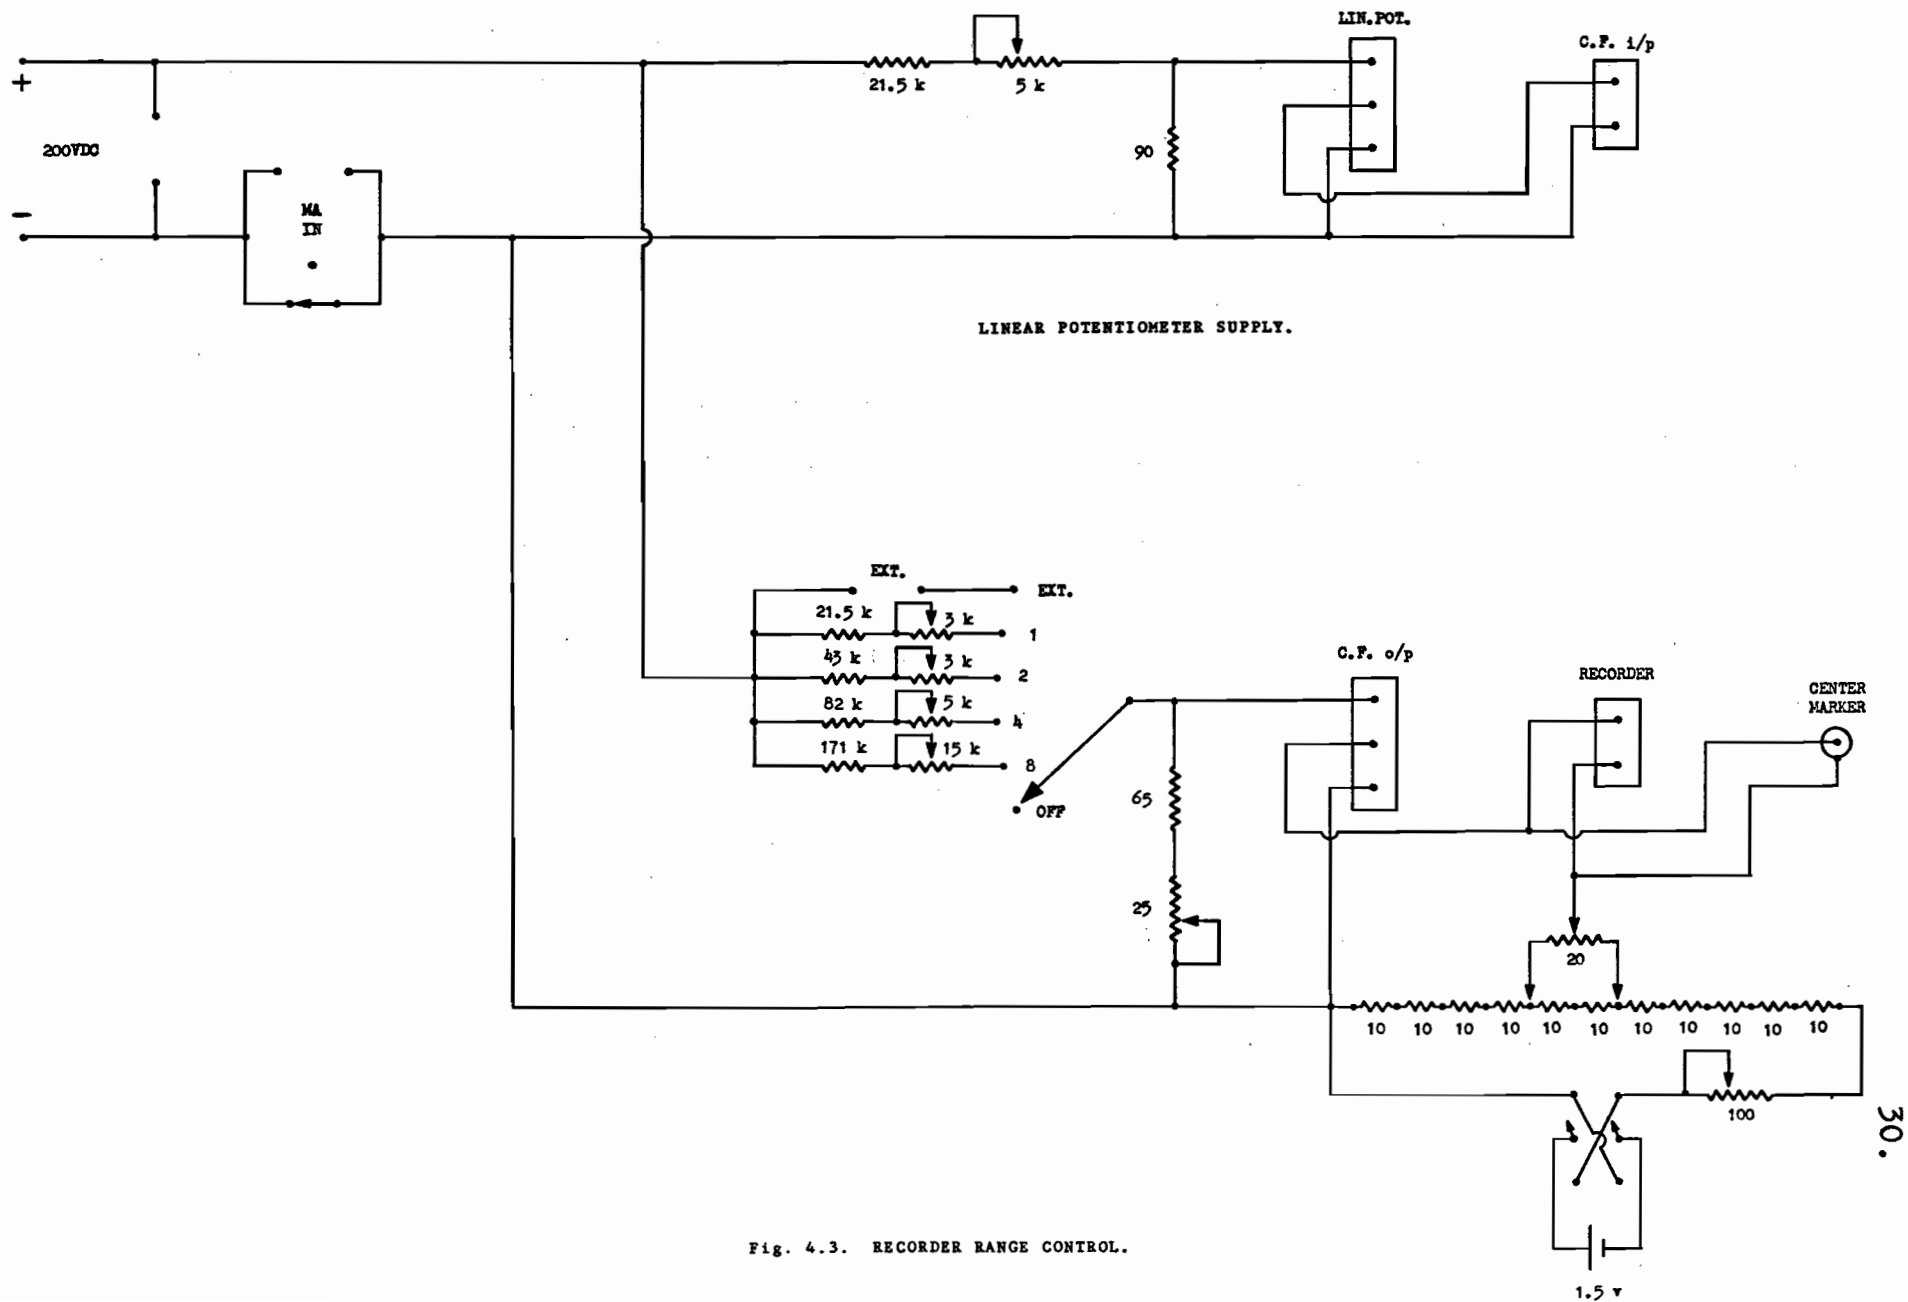 LIN.POT.
C.F. i/p
+
21.5 k
5 k
200VDC
90
−
MA
IN
LINEAR POTENTIOMETER SUPPLY.
EXT.
EXT.
21.5 k
3 k
1
43 k
3 k
2
82 k
5 k
4
171 k
15 k
8
OFF
C.F. o/p
RECORDER
CENTER
MARKER
65
25
20
10 10 10 10 10 10 10 10 10 10 10
100
30.
Fig. 4.3. RECORDER RANGE CONTROL.
1.5 v